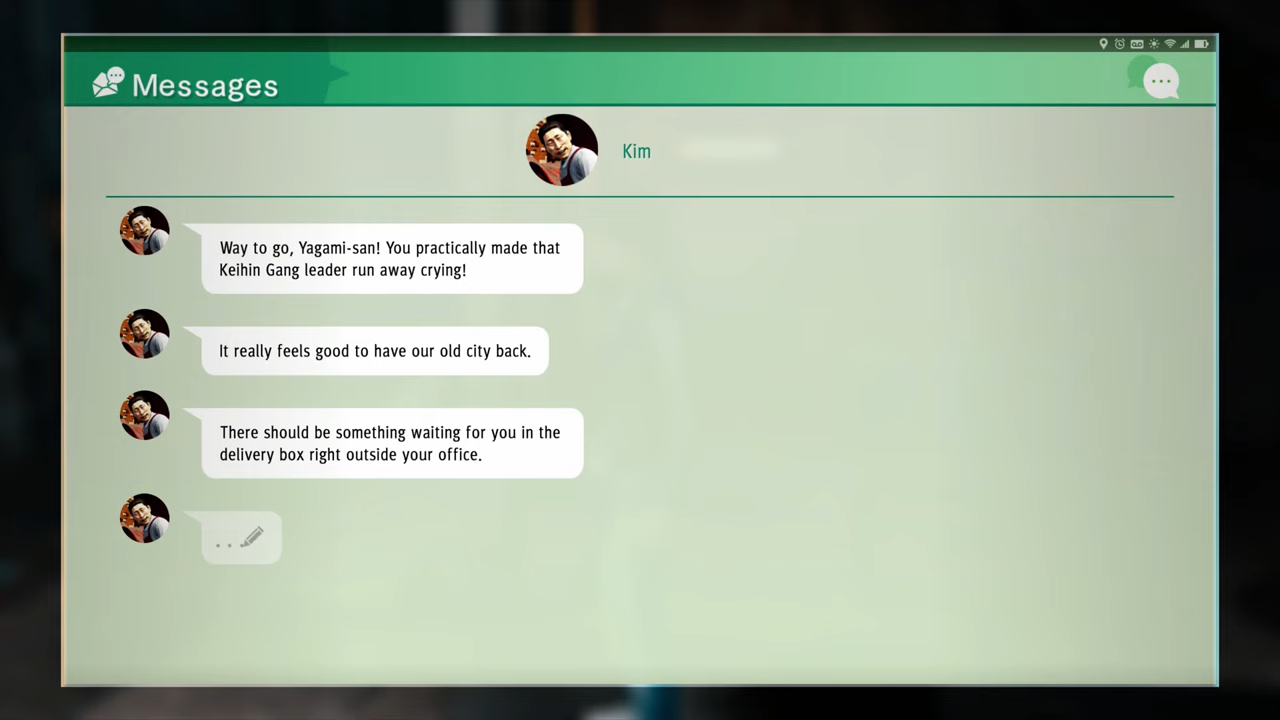 Messages
Kim
Way to go, Yagami-san! You practically made that
Keihin Gang leader run away crying!
It really feels good to have our old city back.
There should be something waiting for you in the
delivery box right outside your office.